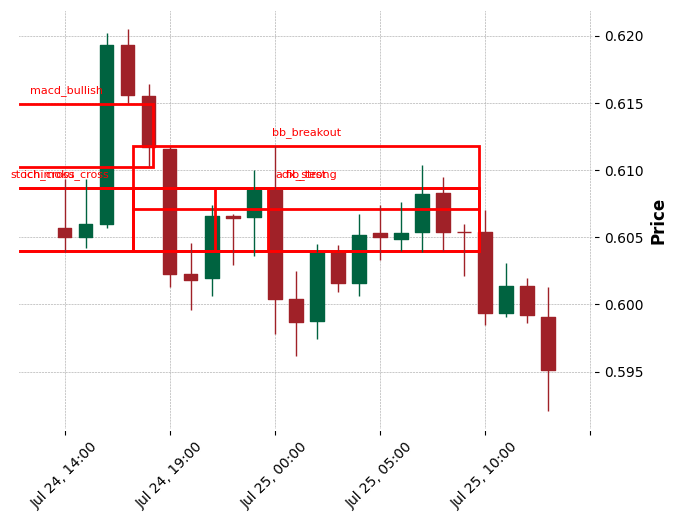 0.620
macd_bullish
0.615
bb_breakout
0.610
Price
0.605
0.600
0.595
Jul 24, 14:00
Jul 24, 19:00
Jul 25, 00:00
Jul 25, 05:00
Jul 25, 10:00